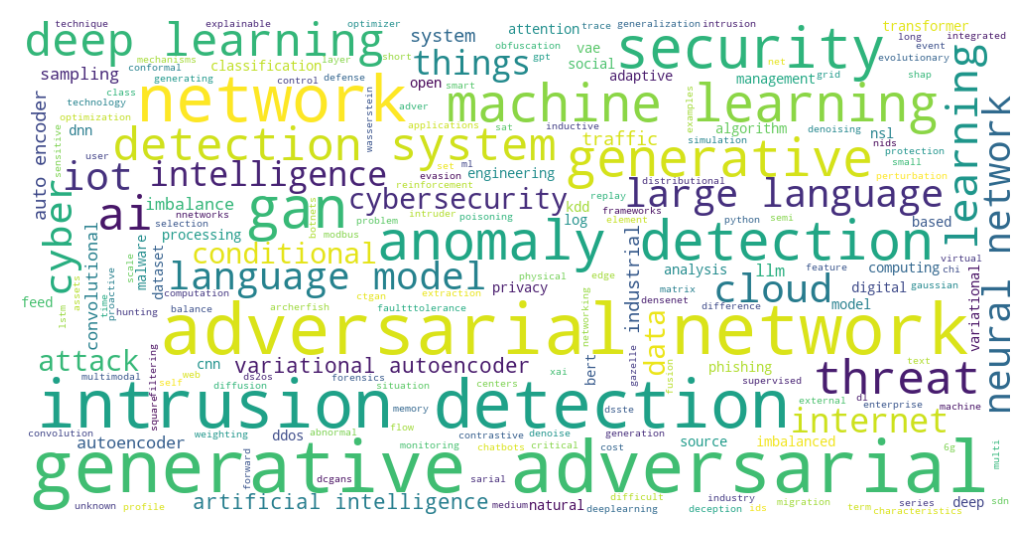 technique
explainable
optimizer
attention
trace
generalization
intrusion
transformer
long
integrated
deep learning
system
obfuscation
vae
security
event
mechanisms
short
things
gpt
social
net
evolutionary
sampling
conformal
classification
layer
open
adaptive
management
grid
shap
generating
control
defense
smart
class
network
machine learning
examples
technology
optimization
adver
wasserstein
applications
sat
inductive
algorithm
denoising
nsl
dnn
detection system
traffic
simulation
nids
protection
sensitive
auto encoder
user
set
ml
generative
small
iot
intelligence
evasion
engineering
perturbation
reinforcement
distributional
learning
neural network
cyber
ai
imbalance
gan
cybersecurity
replay
large language
nnetworks
selection
botnets
problem
intruder
poisoning
kdd
frameworks
python
semi
based
log
element
processing
modbus
malware
dataset
conditional
anomaly detection
industrial
convolutional
scale
time
proactive
language model
physical
edge
analysis
llm
feature
computing
virtual
chi
feed
lstm
assets
computation
privacy
matrix
cloud
digital
gaussian
hunting
balance
archerfish
ctgan
extraction
faultttolerance
networking
densenet
difference
model
variational
adversarial network
attack
squarefiltering
cnn
variational autoencoder
xai
bert
gazelle
data
fusion
phishing
text
supervised
dl
threat
multimodal
self
web
diffusion
ds2os
forensics
situation
centers
enterprise
machine
intrusion detection
memory
dsste
external
internet
convolution
weighting
ddos
abnormal
flow
contrastive
denoise
generation
autoencoder
monitoring
chatbots
critical
cost
source
imbalanced
6g
multi
forward
generative adversarial
dcgans
sarial
unknown
profile
artificial intelligence
medium
natural
difficult
deeplearning
industry
deception
ids
migration
term
series
characteristics
deep
sdn